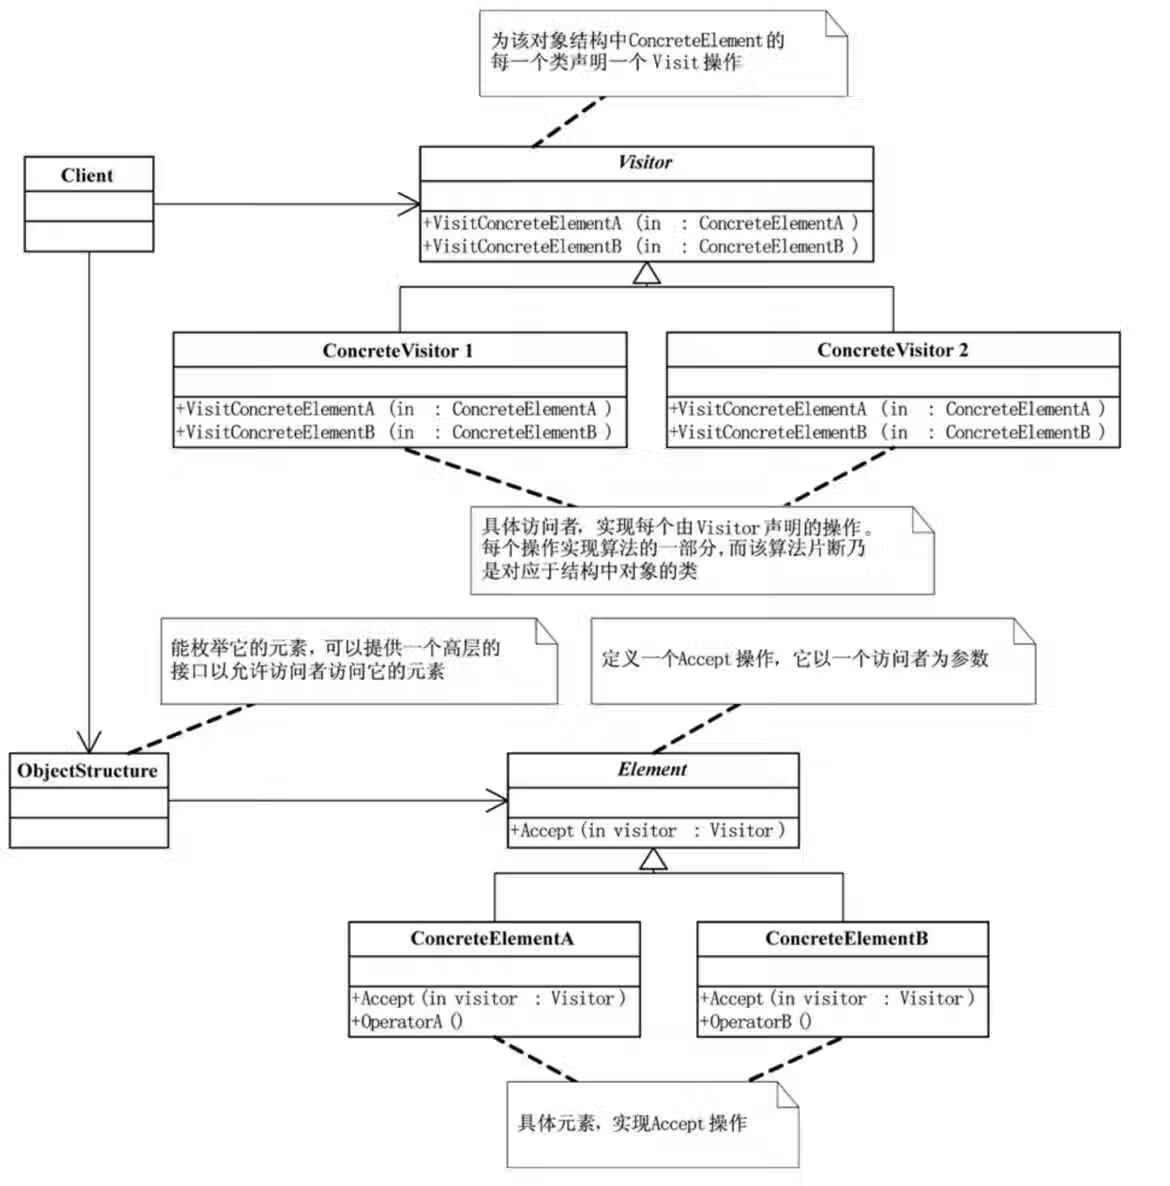 为该对象结构中ConcreteElement的
每一个类声明一个 Visit 操作
Client
Visitor
+VisitConcreteElementA (in : ConcreteElementA )
+VisitConcreteElementB (in : ConcreteElementB )
ConcreteVisitor 1
+VisitConcreteElementA (in : ConcreteElementA )
+VisitConcreteElementB (in : ConcreteElementB )
ConcreteVisitor 2
+VisitConcreteElementA (in : ConcreteElementA )
+VisitConcreteElementB (in : ConcreteElementB )
具体访问者，实现每个由Visitor声明的操作。
每个操作实现算法的一部分，而该算法片断乃
是对应于结构中对象的类
能枚举它的元素，可以提供一个高层的
接口以允许访问者访问它的元素
定义一个Accept 操作，它以一个访问者为参数
ObjectStructure
Element
+Accept(in visitor : Visitor)
ConcreteElementA
+Accept(in visitor : Visitor)
+OperatorA ()
ConcreteElementB
+Accept(in visitor : Visitor)
+OperatorB ()
具体元素，实现Accept 操作